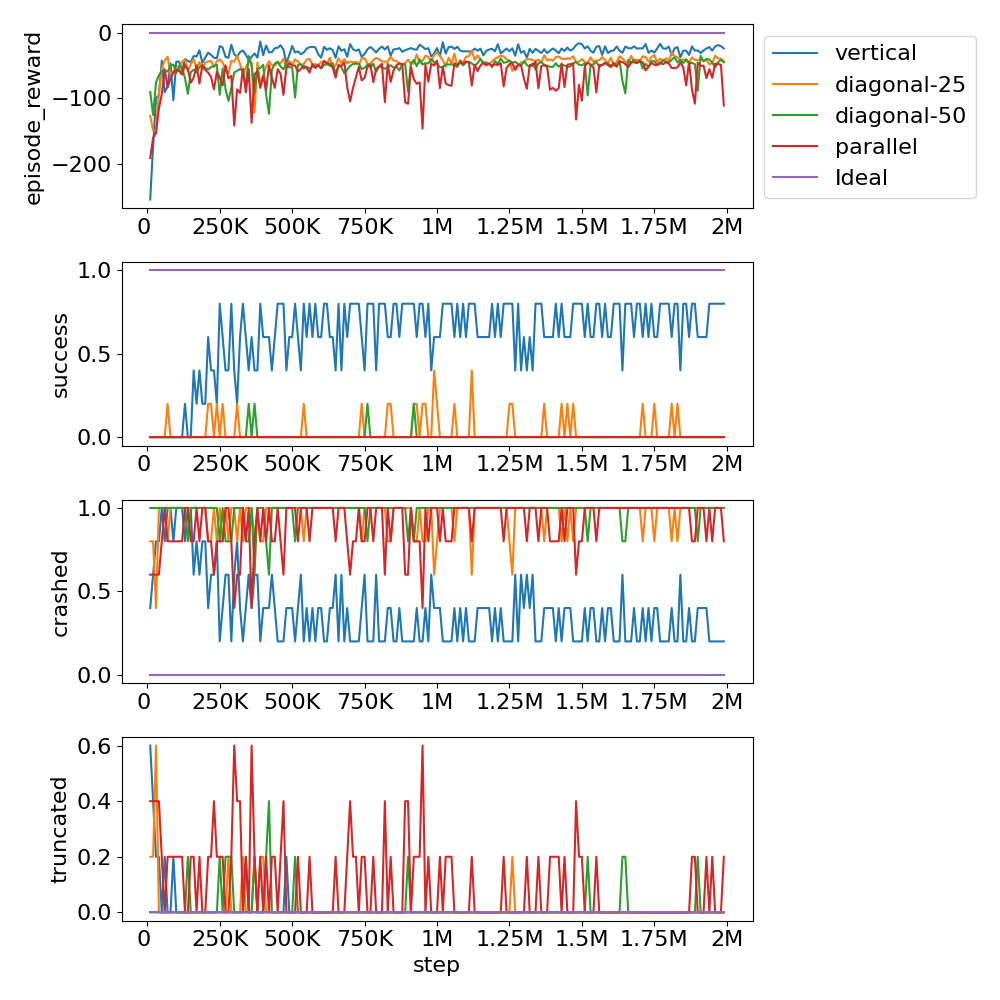 episode_reward
0
−100
−200
0 250K 500K 750K 1M 1.25M 1.5M 1.75M 2M
vertical
diagonal-25
diagonal-50
parallel
Ideal
success
1.0
0.5
0.0
0 250K 500K 750K 1M 1.25M 1.5M 1.75M 2M
crashed
1.0
0.5
0.0
0 250K 500K 750K 1M 1.25M 1.5M 1.75M 2M
truncated
0.6
0.4
0.2
0.0
0 250K 500K 750K 1M 1.25M 1.5M 1.75M 2M
step